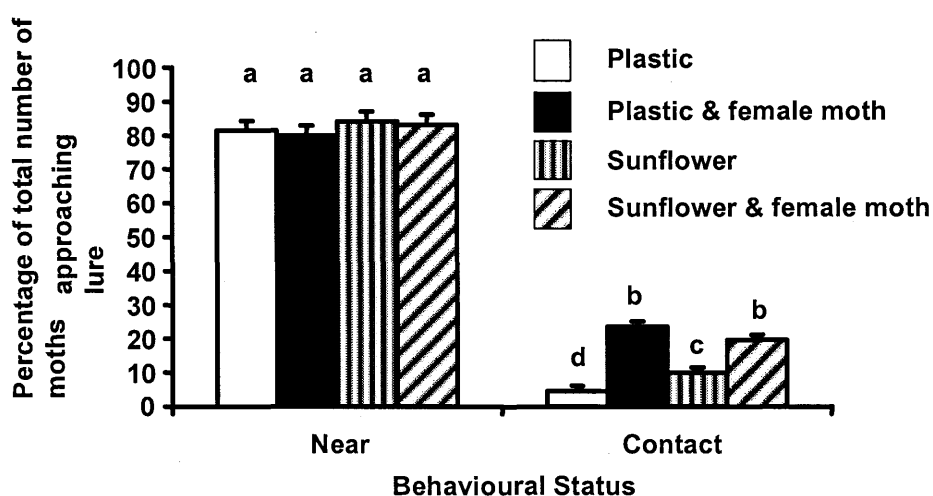 Percentage of total number of
moths approaching
lure
100
90
80
70
60
50
40
30
20
10
0
a a a a
d b c b
Near Contact
Behavioural Status
Plastic
Plastic & female moth
Sunflower
Sunflower & female moth